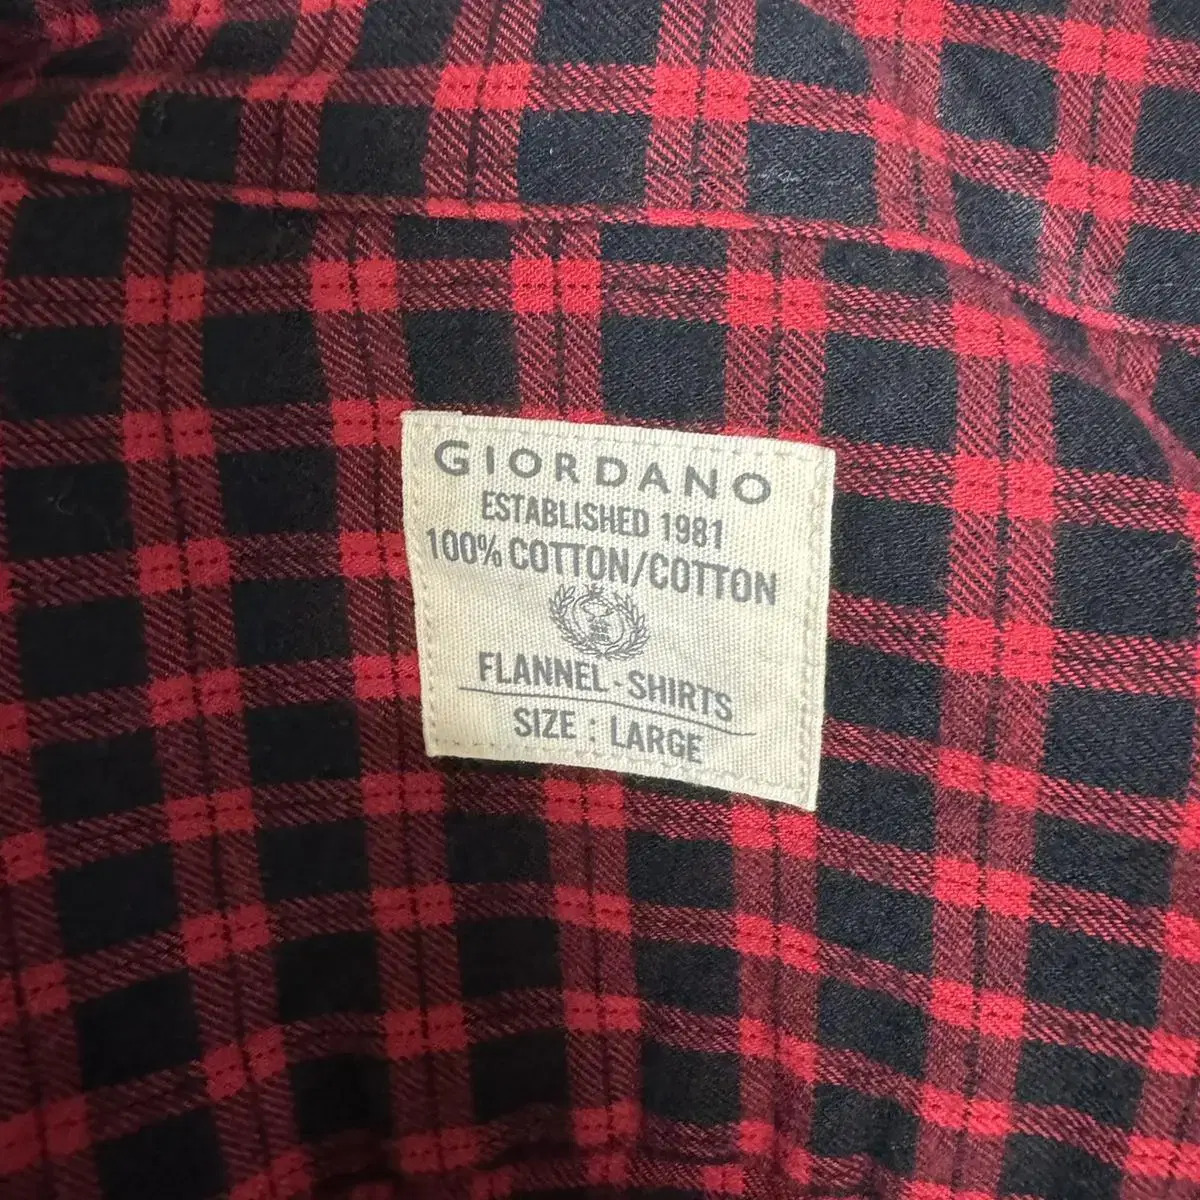 GIORDANO
ESTABLISHED 1981
100% COTTON/COTTON
FLANNEL-SHIRTS
SIZE : LARGE